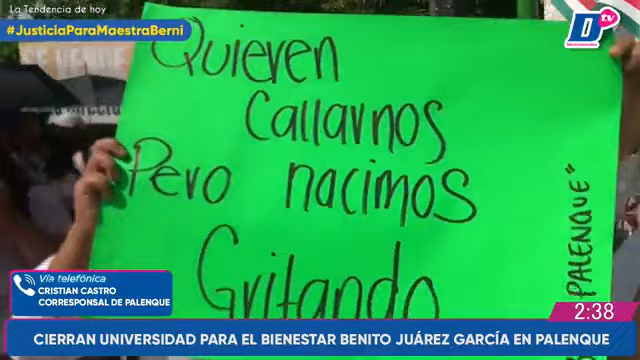 La Tendencia de hoy
#JusticiaParaMaestraBerni
D tv
Quieren
callarnos
Pero nacimos
Gritando
PALENQUE"
Vía telefónica
CRISTIAN CASTRO
CORRESPONSAL DE PALENQUE
2:38
CIERRAN UNIVERSIDAD PARA EL BIENESTAR BENITO JUÁREZ GARCÍA EN PALENQUE